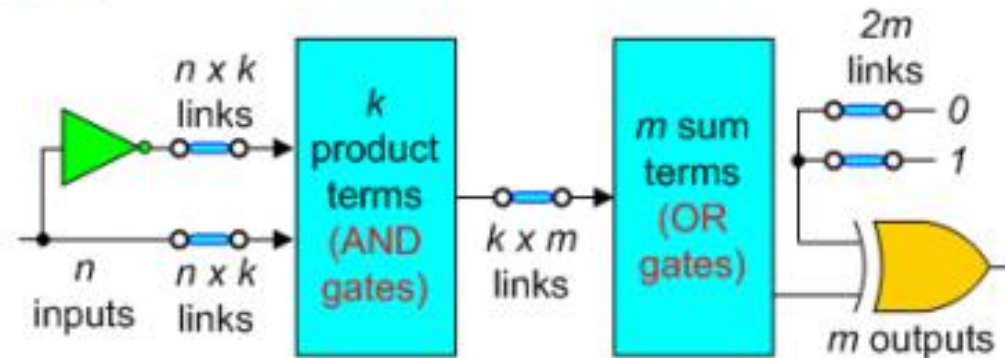 n x k
links
n
inputs
n x k
links
k
product
terms
(AND
gates)
k x m
links
m sum
terms
(OR
gates)
2m
links
0
1
m outputs